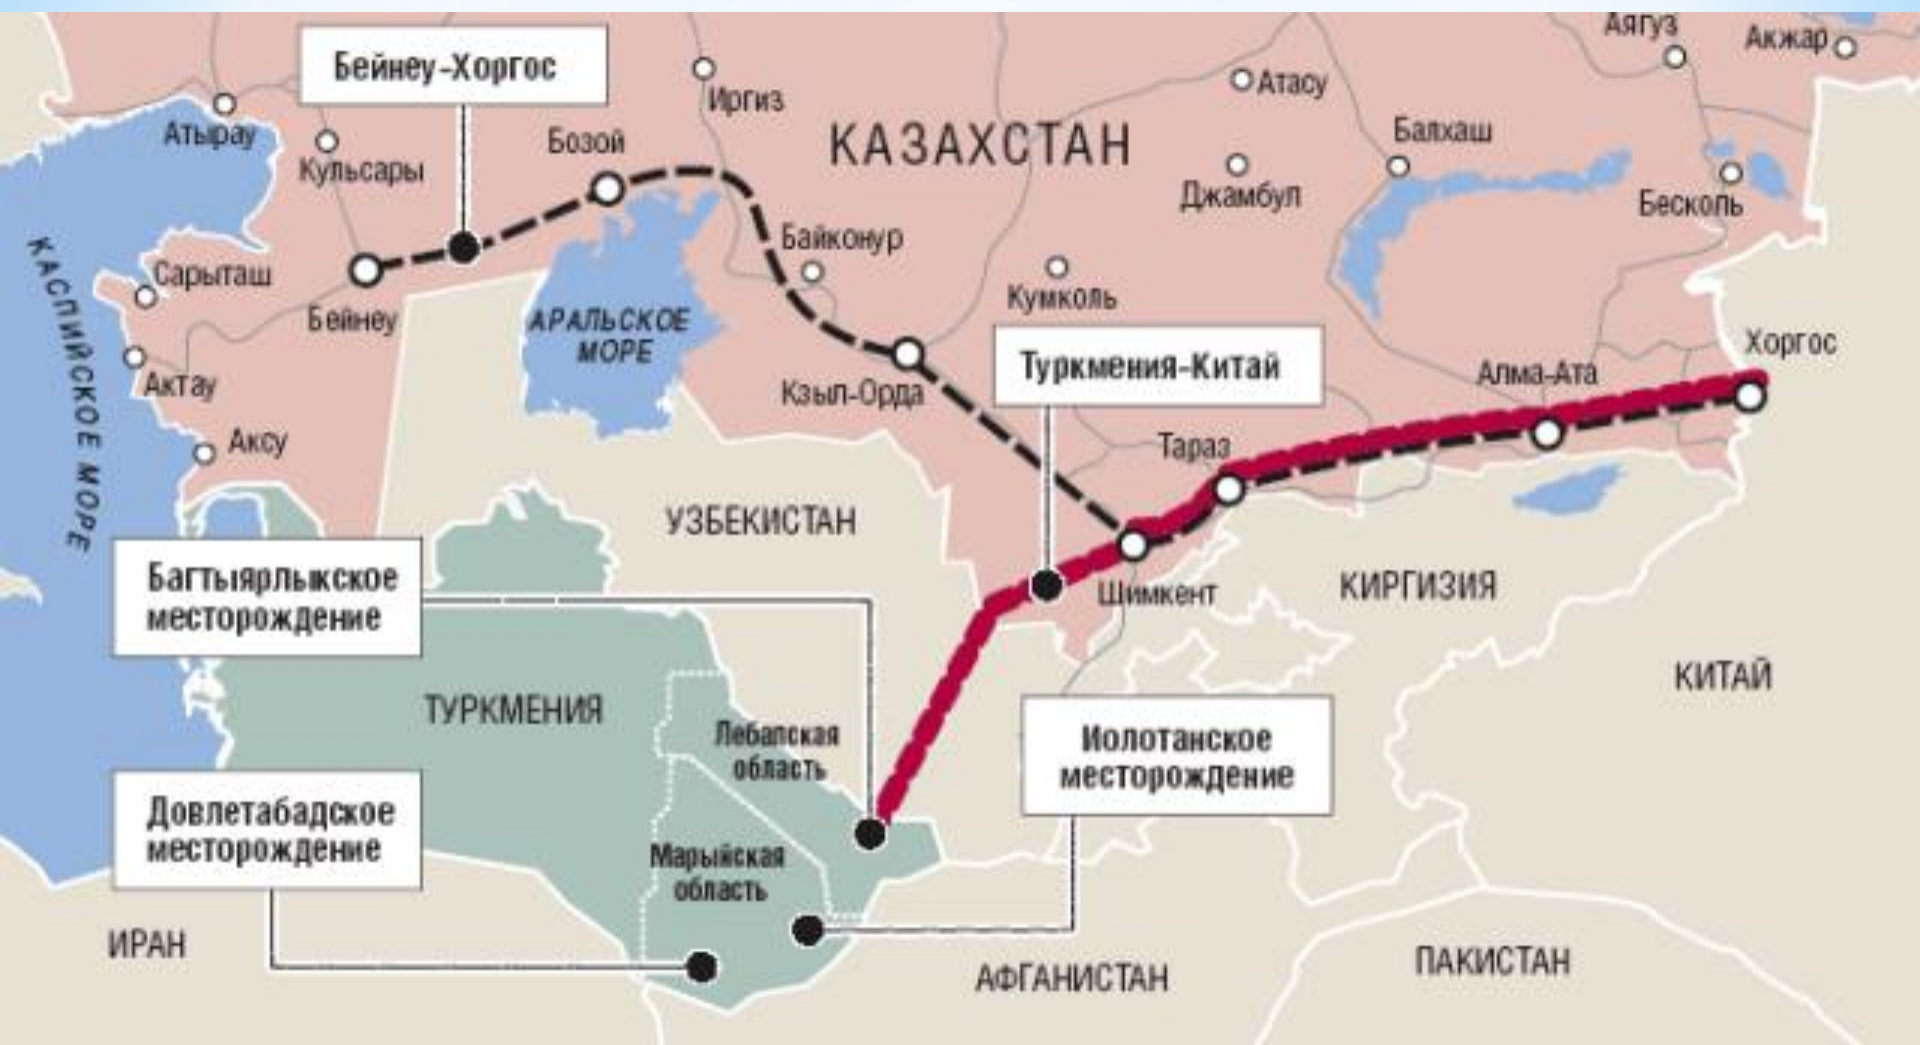 Аягуз
Акжар
Бейнеу-Хоргос
Иргиз
Атасу
Атырау
Кульсары
Бозой
КАЗАХСТАН
Балхаш
Джамбул
Бесколь
КАСПИЙСКОЕ МОРЕ
Сарыташ
Байконур
Кумколь
Бейнеу
АРАЛЬСКОЕ
МОРЕ
Хоргос
Актау
Кзыл-Орда
Туркмения-Китай
Алма-Ата
Аксу
Тараз
УЗБЕКИСТАН
Багтыярлыкское
месторождение
Шимкент
КИРГИЗИЯ
КИТАЙ
ТУРКМЕНИЯ
Лебапская
область
Иолотанское
месторождение
Довлетабадское
месторождение
Марыйская
область
ИРАН
АФГАНИСТАН
ПАКИСТАН